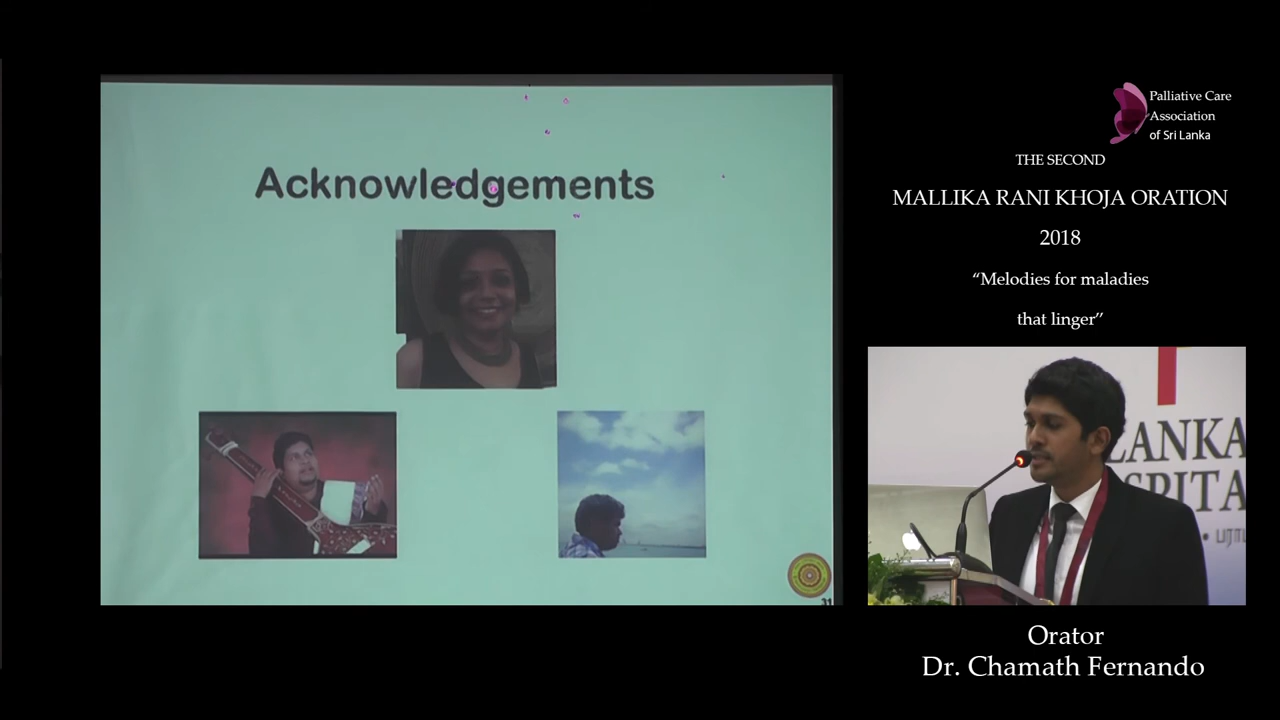 Acknowledgements
31
Palliative Care
Association
of Sri Lanka
THE SECOND
MALLIKA RANI KHOJA ORATION
2018
“Melodies for maladies
that linger”
LANKA
SPITA
Orator
Dr. Chamath Fernando